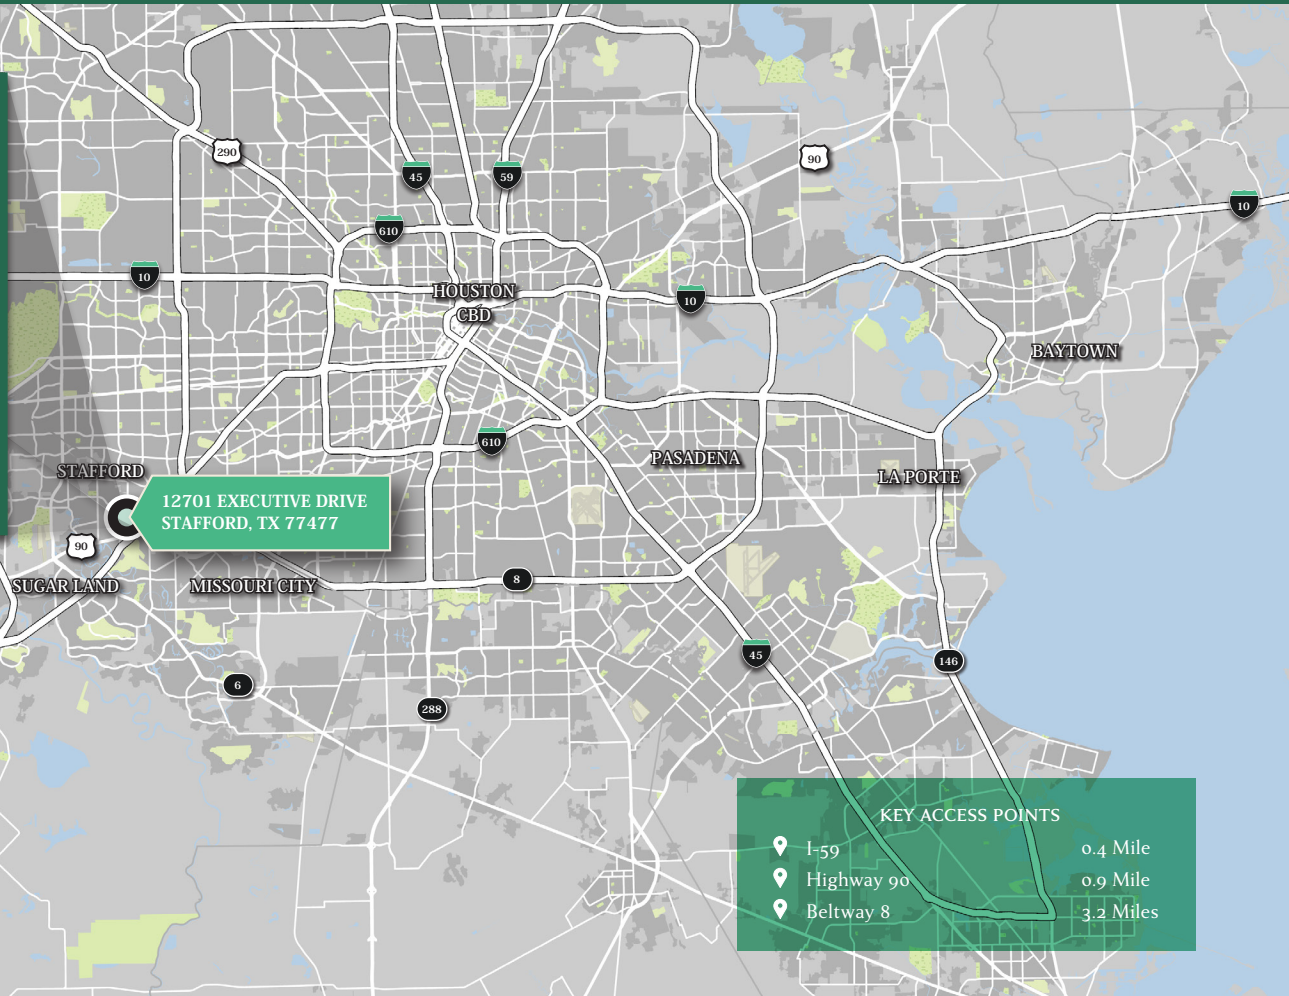 290
45
59
90
10
610
10
HOUSTON
CBD
10
BAYTOWN
610
PASADENA
STAFFORD
LA PORTE
12701 EXECUTIVE DRIVE
STAFFORD, TX 77477
90
SUGAR LAND
MISSOURI CITY
8
45
146
6
288
KEY ACCESS POINTS
I-59 0.4 Mile
Highway 90 0.9 Mile
Beltway 8 3.2 Miles